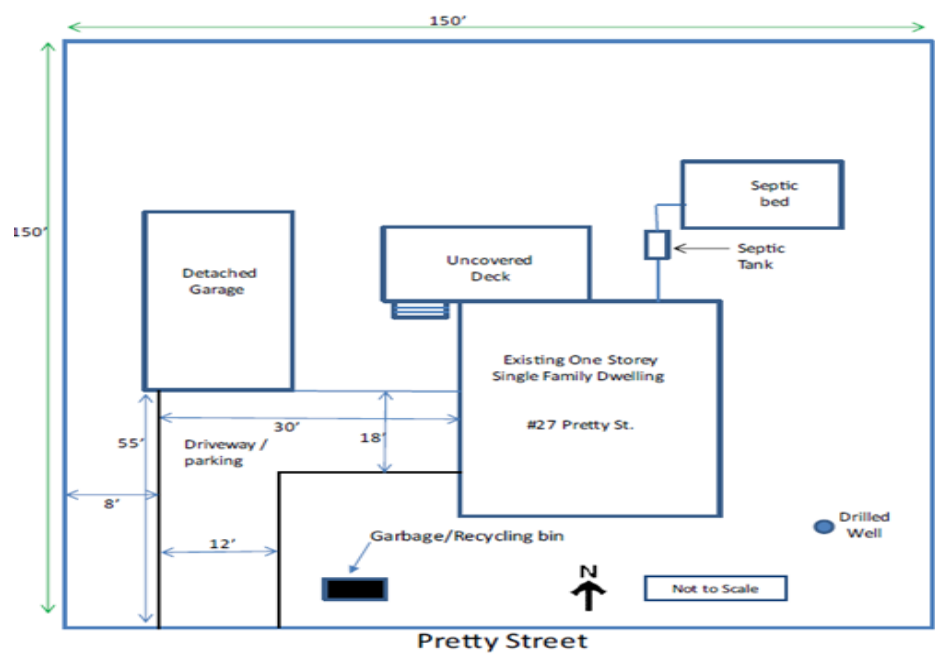 150’
150’
Septic
bed
Septic
Tank
Uncovered
Deck
Detached
Garage
Existing One Storey
Single Family Dwelling
#27 Pretty St.
30’
18’
55’
Driveway /
parking
8’
12’
Drilled
Well
Garbage/Recycling bin
N
Not to Scale
Pretty Street